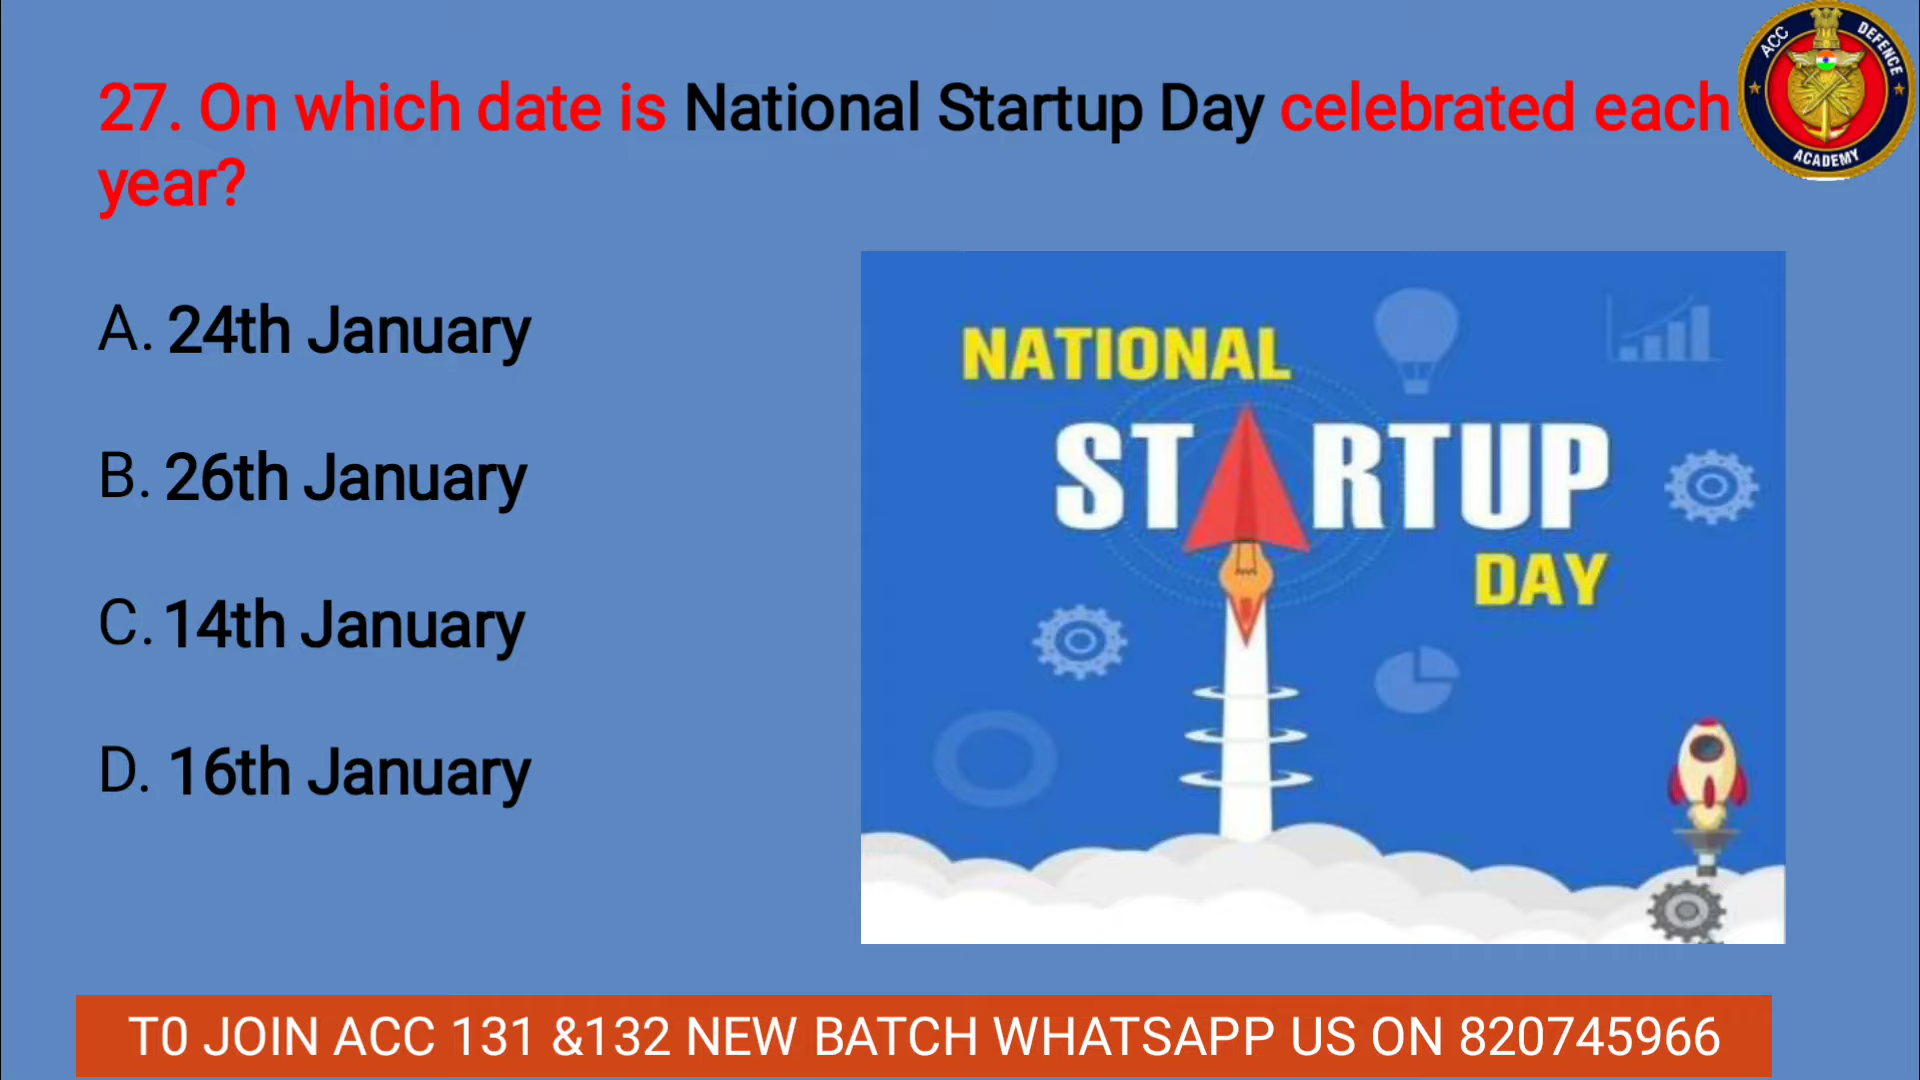 27. On which date is National Startup Day celebrated each
year?
A. 24th January
B. 26th January
C. 14th January
D. 16th January
NATIONAL
STARTUP
DAY
ACC DEFENCE
ACADEMY
T0 JOIN ACC 131 &132 NEW BATCH WHATSAPP US ON 820745966